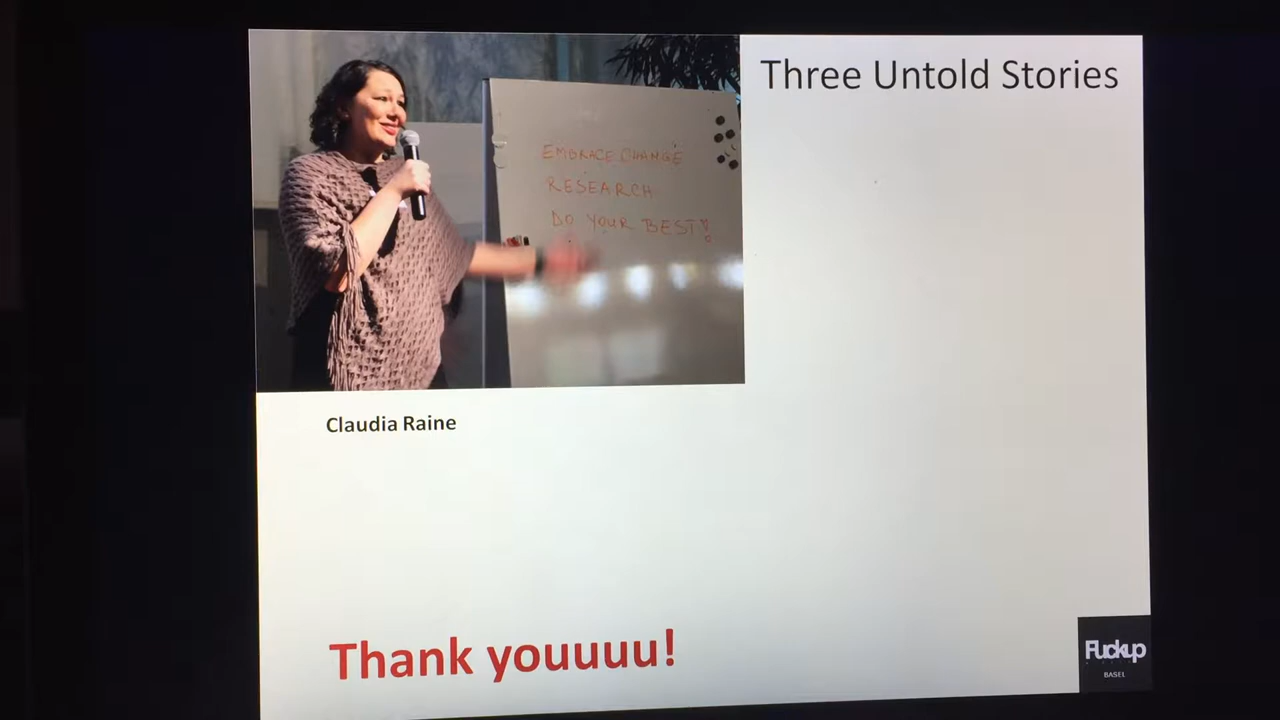 Three Untold Stories
EMBRACE CHANGE
RESEARCH
DO YOUR BEST!
Claudia Raine
Thank youuuu!
Fuckup
BASEL